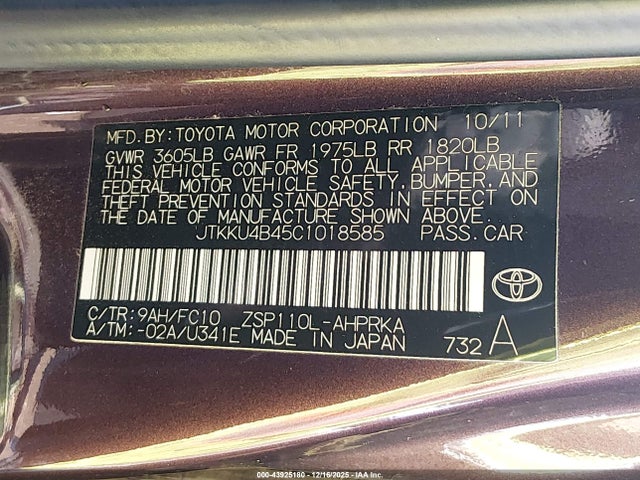 MFD. BY: TOYOTA MOTOR CORPORATION 10/11
GVWR 3605LB GAWR FR 1975LB RR 1820LB
THIS VEHICLE CONFORMS TO ALL APPLICABLE
FEDERAL MOTOR VEHICLE SAFETY, BUMPER, AND
THEFT PREVENTION STANDARDS IN EFFECT ON
THE DATE OF MANUFACTURE SHOWN ABOVE.
JTKKU4B45C1018585 PASS. CAR
C/TR: 9AH/FC10 ZSP110L-AHPRKA
A/TM: -02A/U341E MADE IN JAPAN 732 A
000-43925180 - 12/16/2025 - IAA Inc.